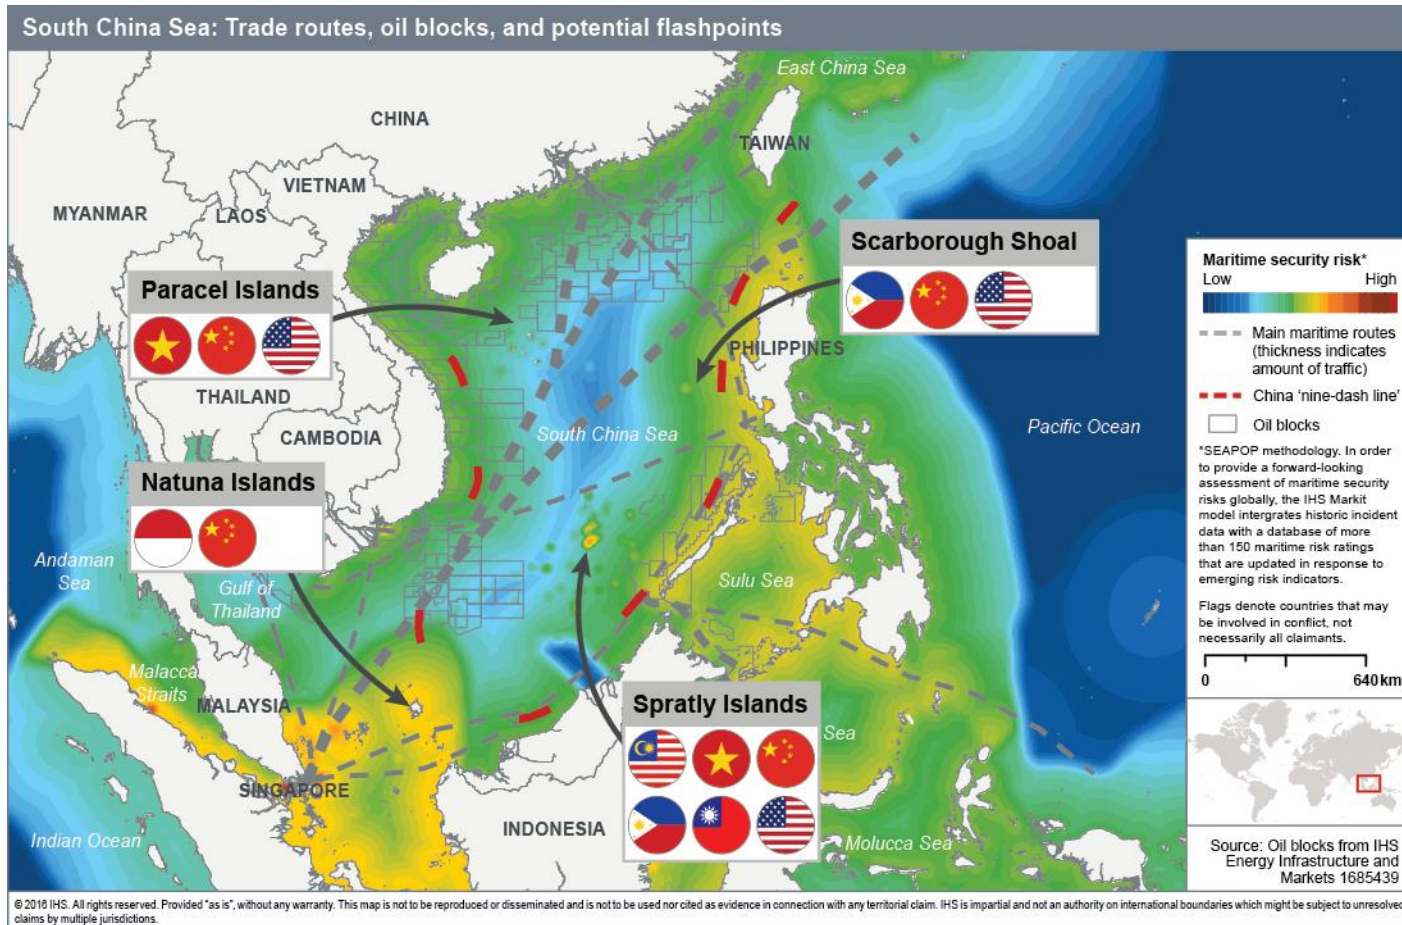 South China Sea: Trade routes, oil blocks, and potential flashpoints
East China Sea
CHINA
TAIWAN
VIETNAM
MYANMAR
LAOS
Scarborough Shoal
Paracel Islands
PHILIPPINES
THAILAND
CAMBODIA
South China Sea
Pacific Ocean
Natuna Islands
Andaman
Sea
Gulf of
Thailand
Sulu Sea
Malacca
Straits
MALAYSIA
Spratly Islands
Sea
SINGAPORE
INDONESIA
Indian Ocean
Molucca Sea
Maritime security risk*
Low High
Main maritime routes
(thickness indicates
amount of traffic)
China ‘nine-dash line’
Oil blocks
*SEAPOP methodology. In order
to provide a forward-looking
assessment of maritime security
risks globally, the IHS Markit
model intergrates historic incident
data with a database of more
than 150 maritime risk ratings
that are updated in response to
emerging risk indicators.
Flags denote countries that may
be involved in conflict, not
necessarily all claimants.
0 640 km
Source: Oil blocks from IHS
Energy Infrastructure and
Markets 1685439
© 2016 IHS. All rights reserved. Provided "as is", without any warranty. This map is not to be reproduced or disseminated and is not to be used nor cited as evidence in connection with any territorial claim. IHS is impartial and not an authority on international boundaries which might be subject to unresolved
claims by multiple jurisdictions.